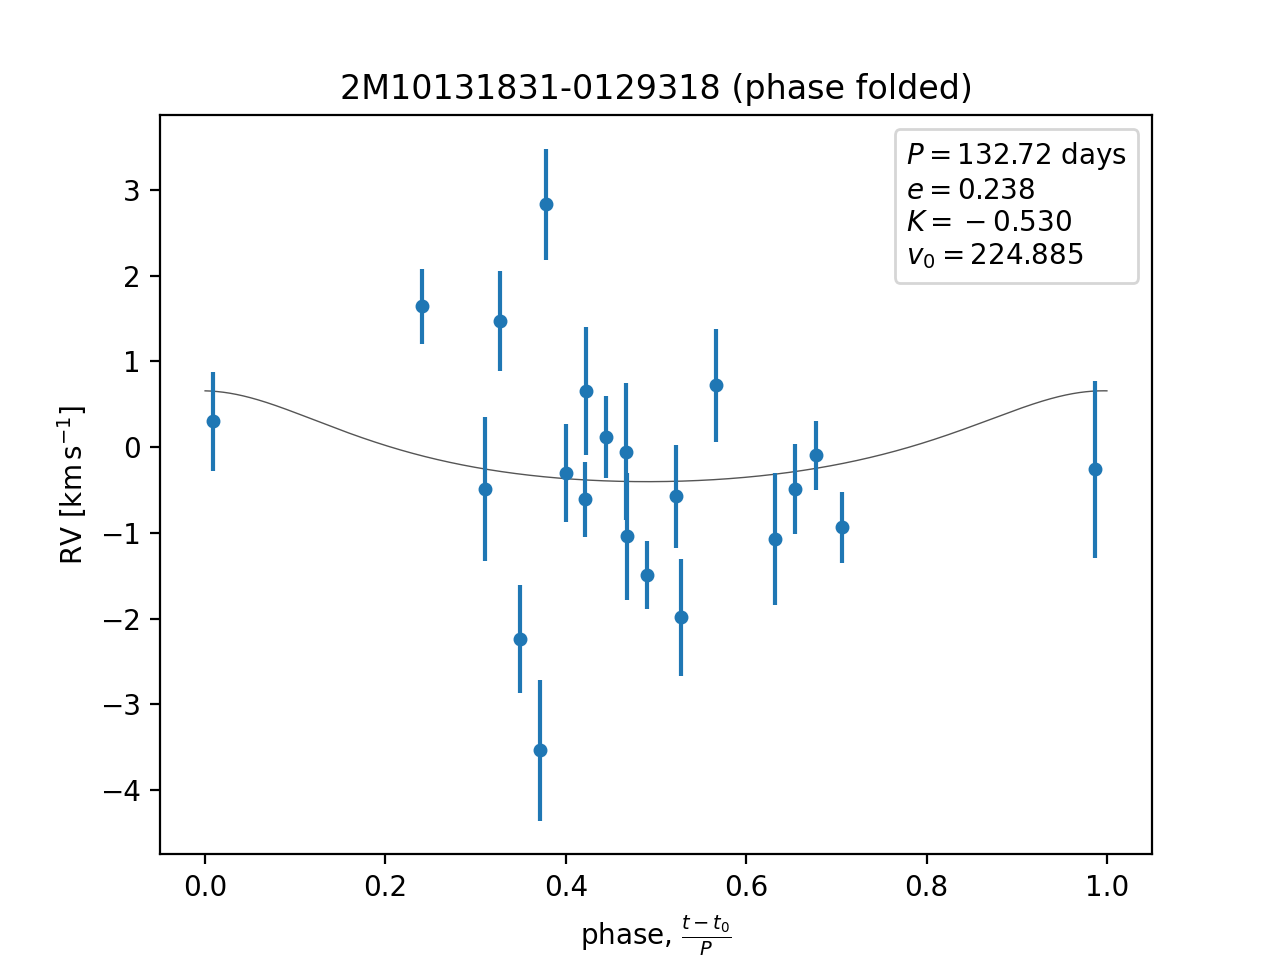 2M10131831-0129318 (phase folded)
P = 132.72 days
e = 0.238
K = −0.530
v₀ = 224.885
3
2
1
0
−1
−2
−3
−4
RV [km s⁻¹]
0.0 0.2 0.4 0.6 0.8 1.0
phase, (t − t₀)/P